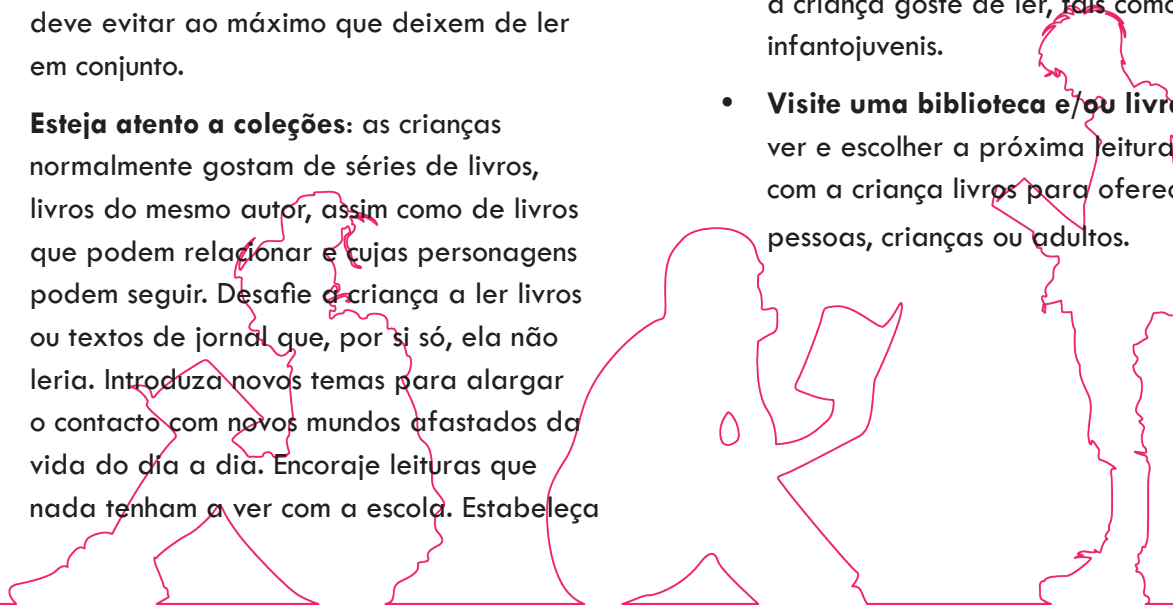 deve evitar ao máximo que deixem de ler
em conjunto.
Esteja atento a coleções: as crianças
normalmente gostam de séries de livros,
livros do mesmo autor, assim como de livros
que podem relacionar e cujas personagens
podem seguir. Desafie a criança a ler livros
ou textos de jornal que, por si só, ela não
leria. Introduza novos temas para alargar
o contacto com novos mundos afastados da
vida do dia a dia. Encoraje leituras que
nada tenham a ver com a escola. Estabeleça
a criança goste de ler, tais como
infantojuvenis.
• Visite uma biblioteca e/ou livr
ver e escolher a próxima leitura
com a criança livros para oferec
pessoas, crianças ou adultos.